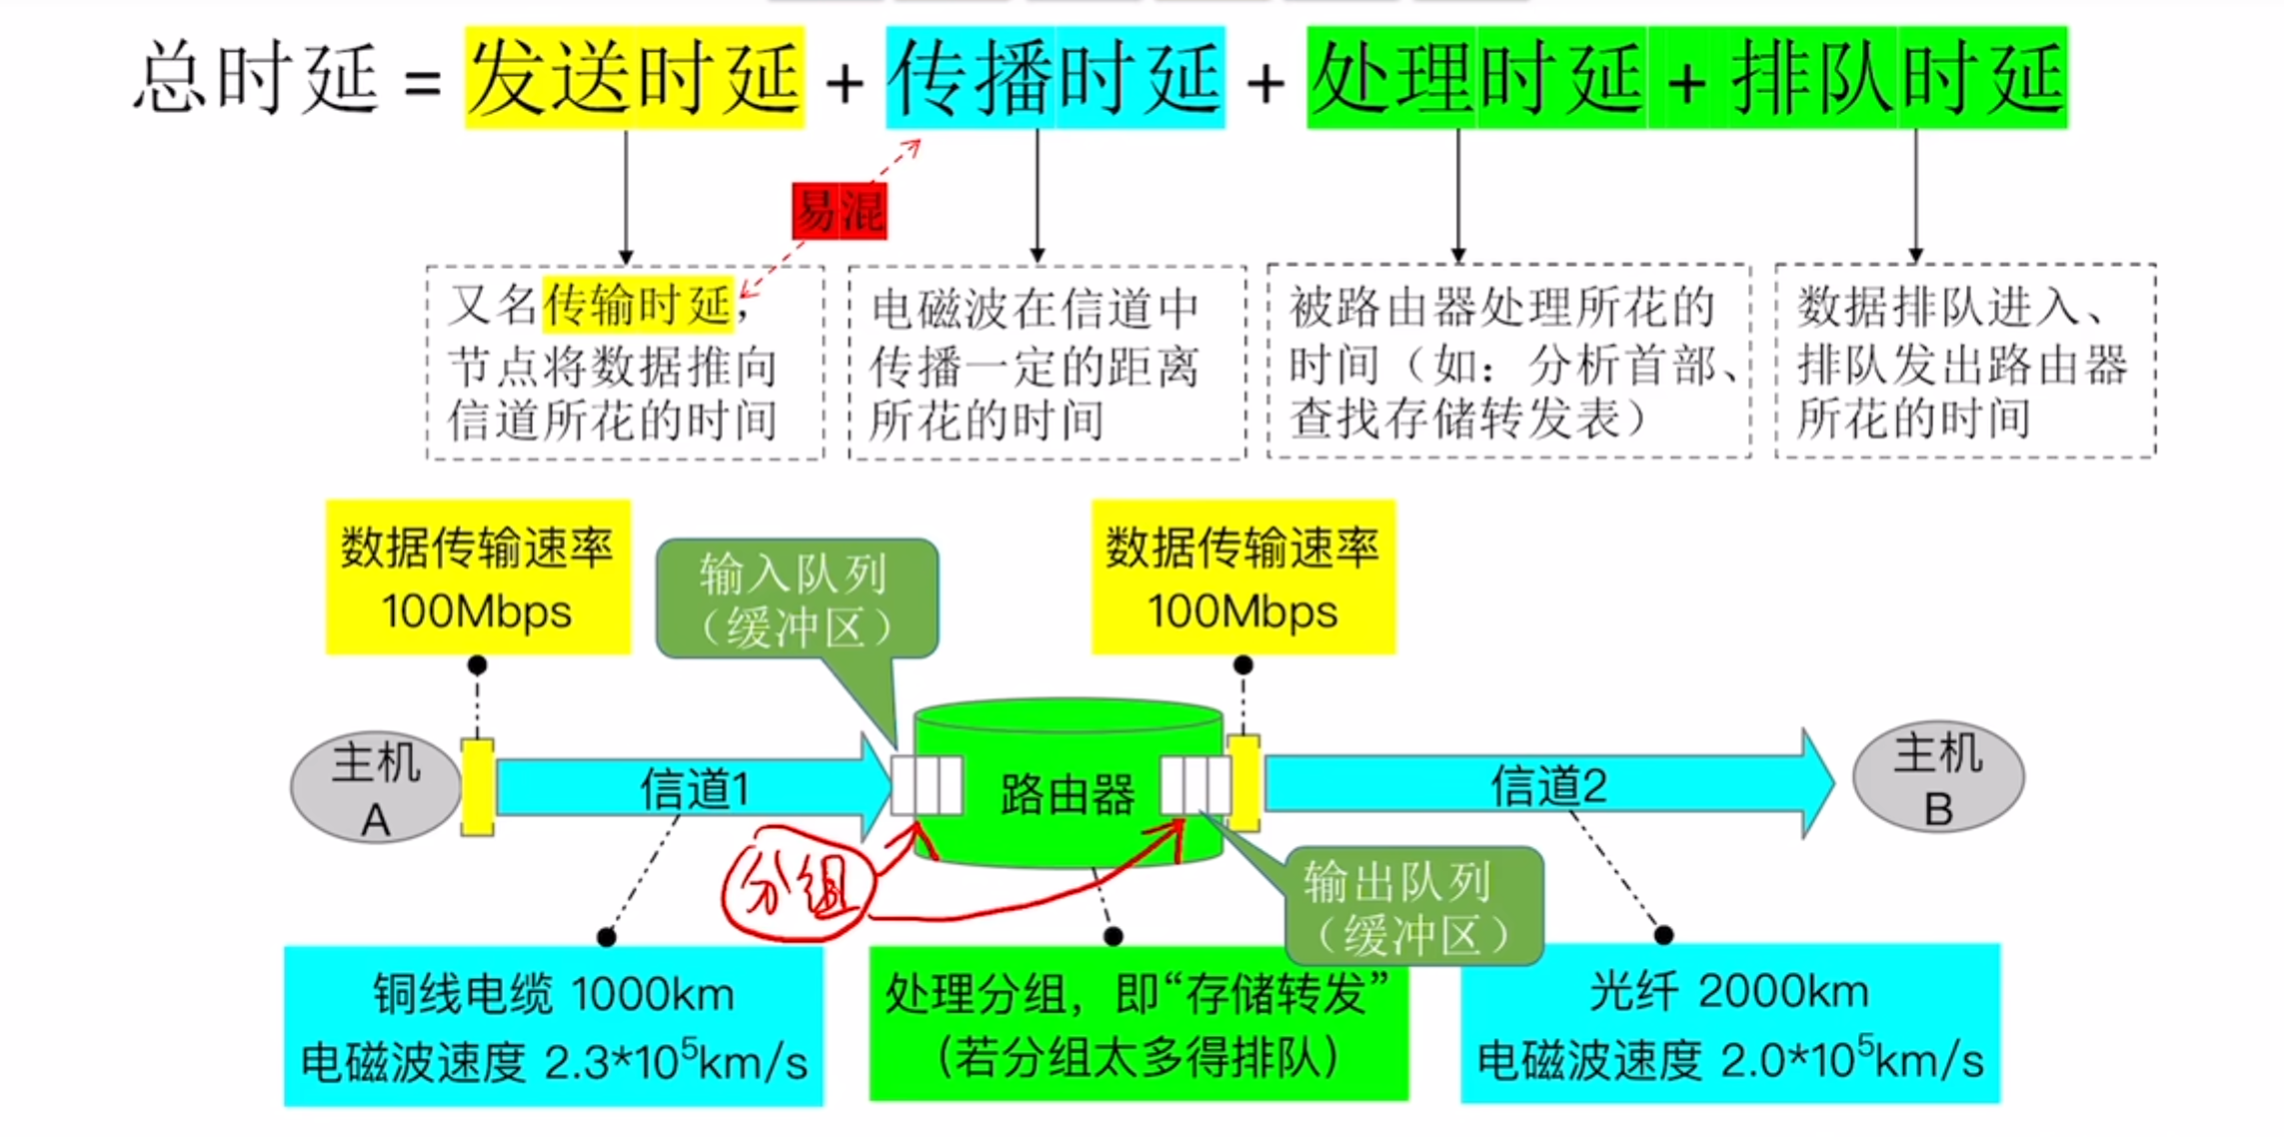 总时延 = 发送时延 + 传播时延 + 处理时延 + 排队时延
易混
又名传输时延，
节点将数据推向
信道所花的时间
电磁波在信道中
传播一定的距离
所花的时间
被路由器处理所花的
时间（如：分析首部、
查找存储转发表）
数据排队进入、
排队发出路由器
所花的时间
数据传输速率
100Mbps
输入队列
（缓冲区）
数据传输速率
100Mbps
主机
A
信道1
路由器
信道2
主机
B
分组
输出队列
（缓冲区）
铜线电缆 1000km
电磁波速度 2.3*10⁵km/s
处理分组，即“存储转发”
（若分组太多得排队）
光纤 2000km
电磁波速度 2.0*10⁵km/s